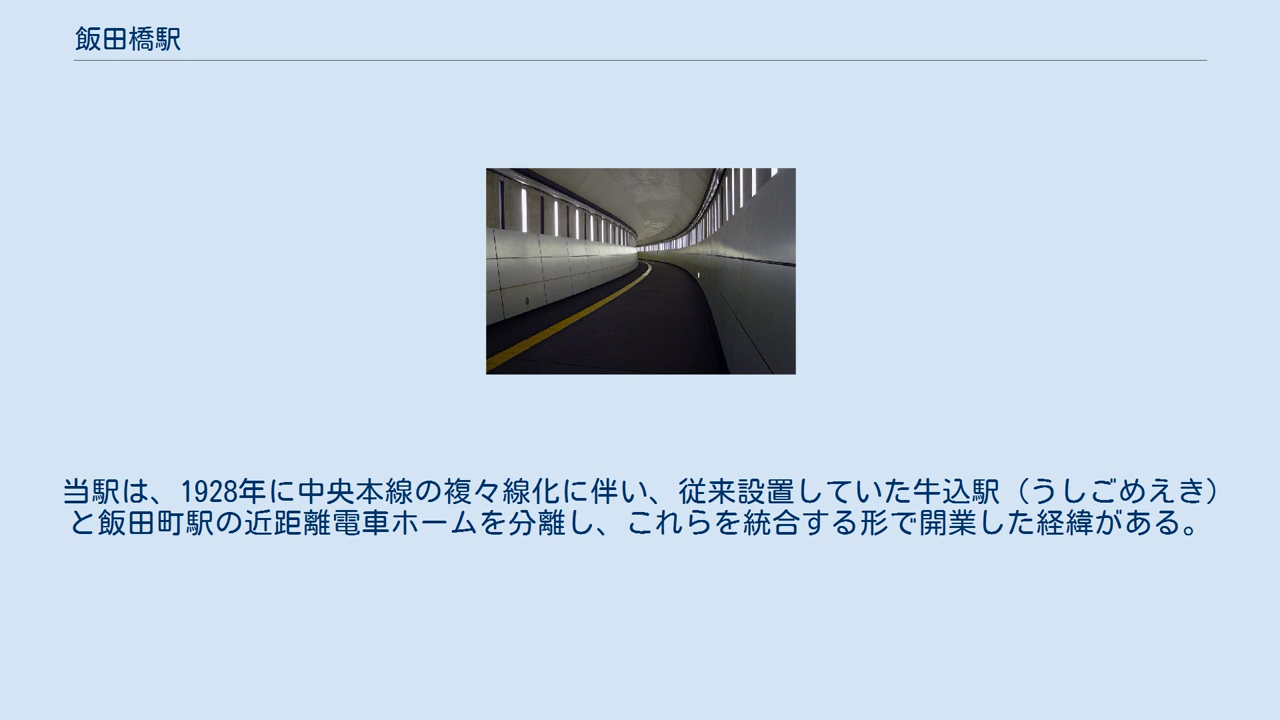 飯田橋駅
当駅は、1928年に中央本線の複々線化に伴い、従来設置していた牛込駅（うしごめえき）
と飯田町駅の近距離電車ホームを分離し、これらを統合する形で開業した経緯がある。